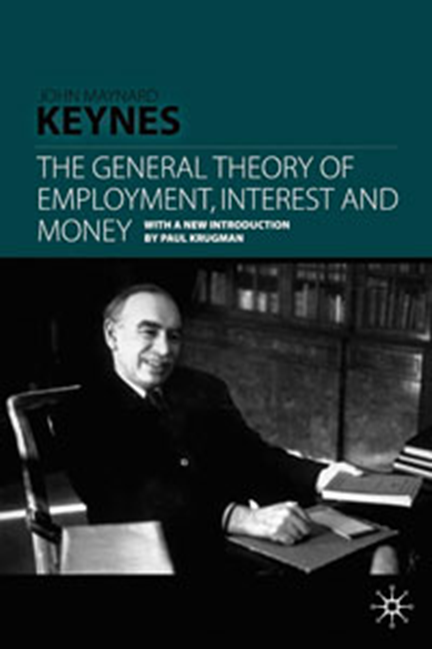 JOHN MAYNARD
KEYNES
THE GENERAL THEORY OF
EMPLOYMENT, INTEREST AND
MONEY WITH A NEW INTRODUCTION
BY PAUL KRUGMAN